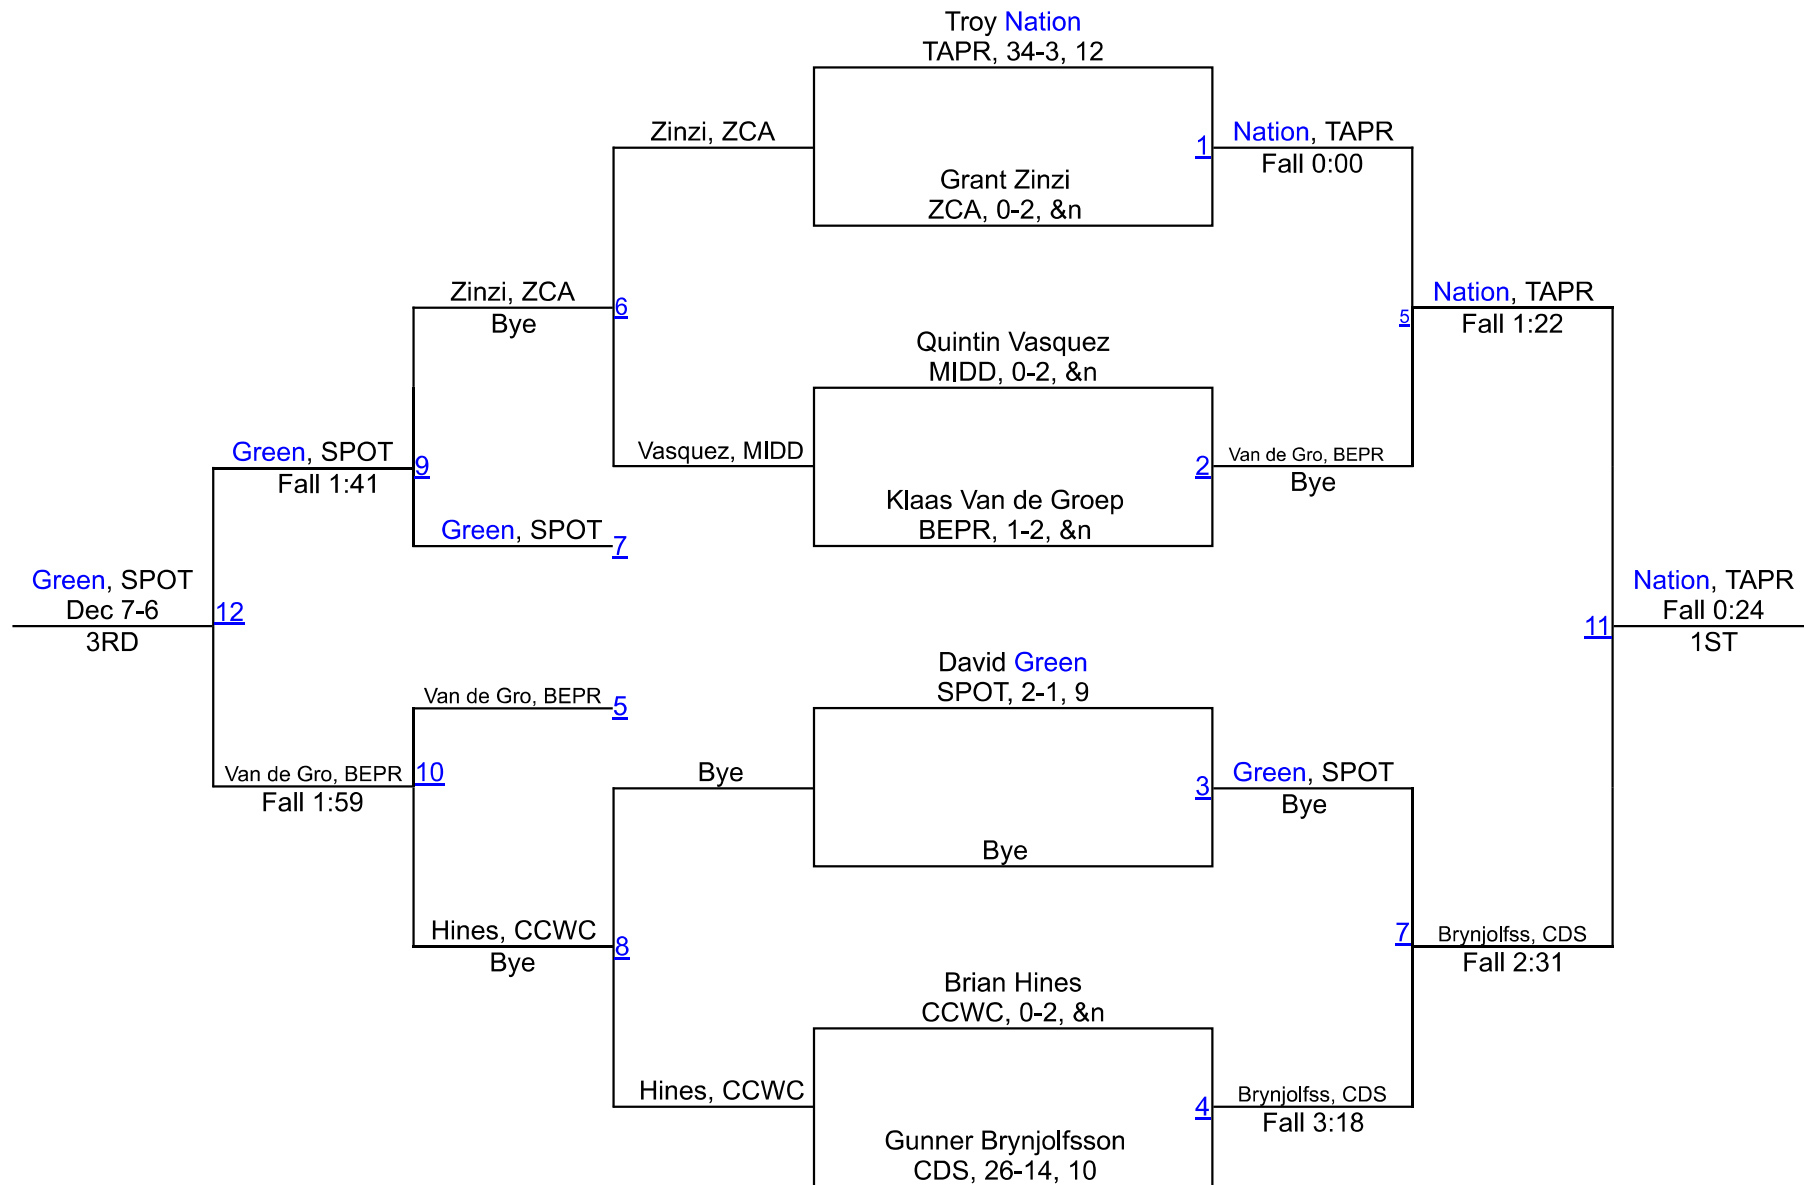 Troy Nation
TAPR, 34-3, 12
Zinzi, ZCA
1
Nation, TAPR
Fall 0:00
Grant Zinzi
ZCA, 0-2, &n
Zinzi, ZCA
Bye
6
5
Nation, TAPR
Fall 1:22
Quintin Vasquez
MIDD, 0-2, &n
Green, SPOT
Fall 1:41
9
Vasquez, MIDD
2
Van de Gro, BEPR
Bye
Klaas Van de Groep
BEPR, 1-2, &n
Green, SPOT
7
Green, SPOT
Dec 7-6
3RD
12
11
Nation, TAPR
Fall 0:24
1ST
David Green
SPOT, 2-1, 9
Van de Gro, BEPR
5
Van de Gro, BEPR
Fall 1:59
10
Bye
3
Green, SPOT
Bye
Bye
Hines, CCWC
Bye
8
7
Brynjolfss, CDS
Fall 2:31
Brian Hines
CCWC, 0-2, &n
Hines, CCWC
4
Brynjolfss, CDS
Fall 3:18
Gunner Brynjolfsson
CDS, 26-14, 10